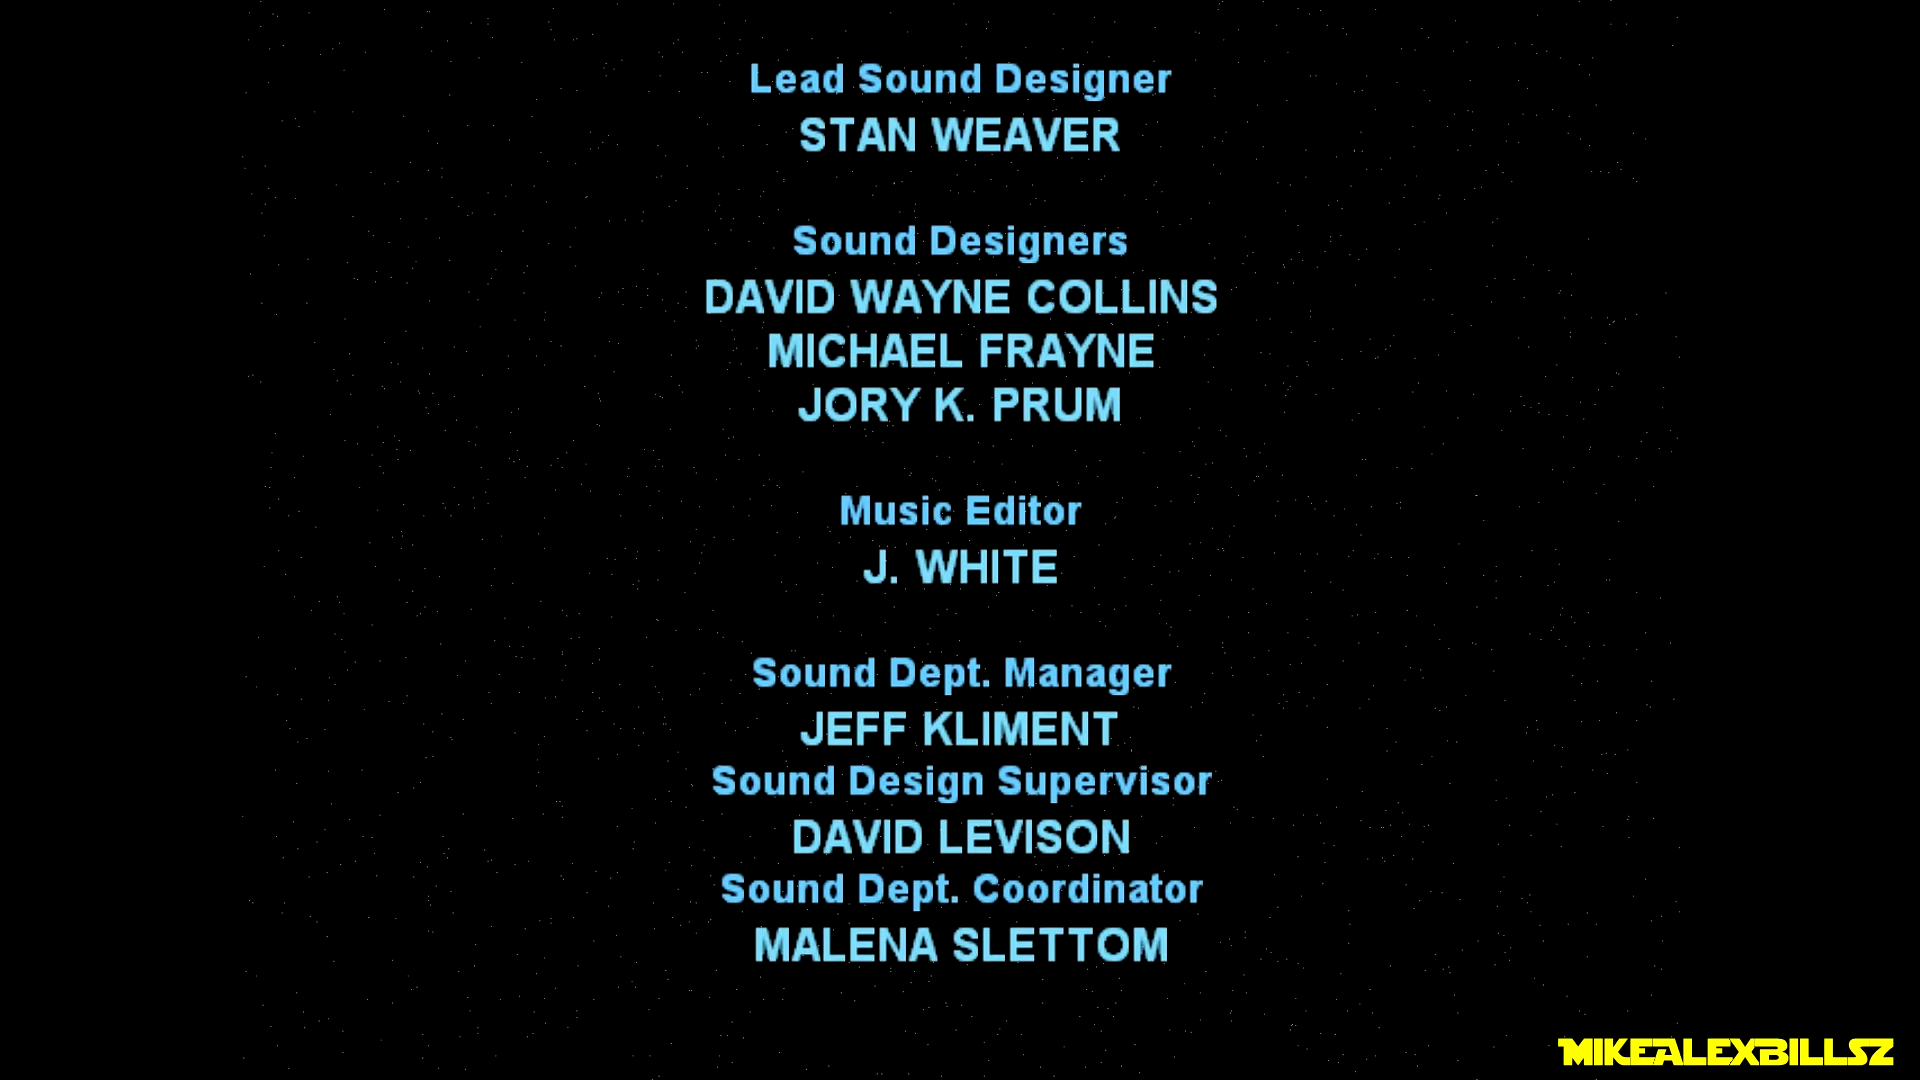 Lead Sound Designer
STAN WEAVER
Sound Designers
DAVID WAYNE COLLINS
MICHAEL FRAYNE
JORY K. PRUM
Music Editor
J. WHITE
Sound Dept. Manager
JEFF KLIMENT
Sound Design Supervisor
DAVID LEVISON
Sound Dept. Coordinator
MALENA SLETTOM
MIKEALEXBILLSZ